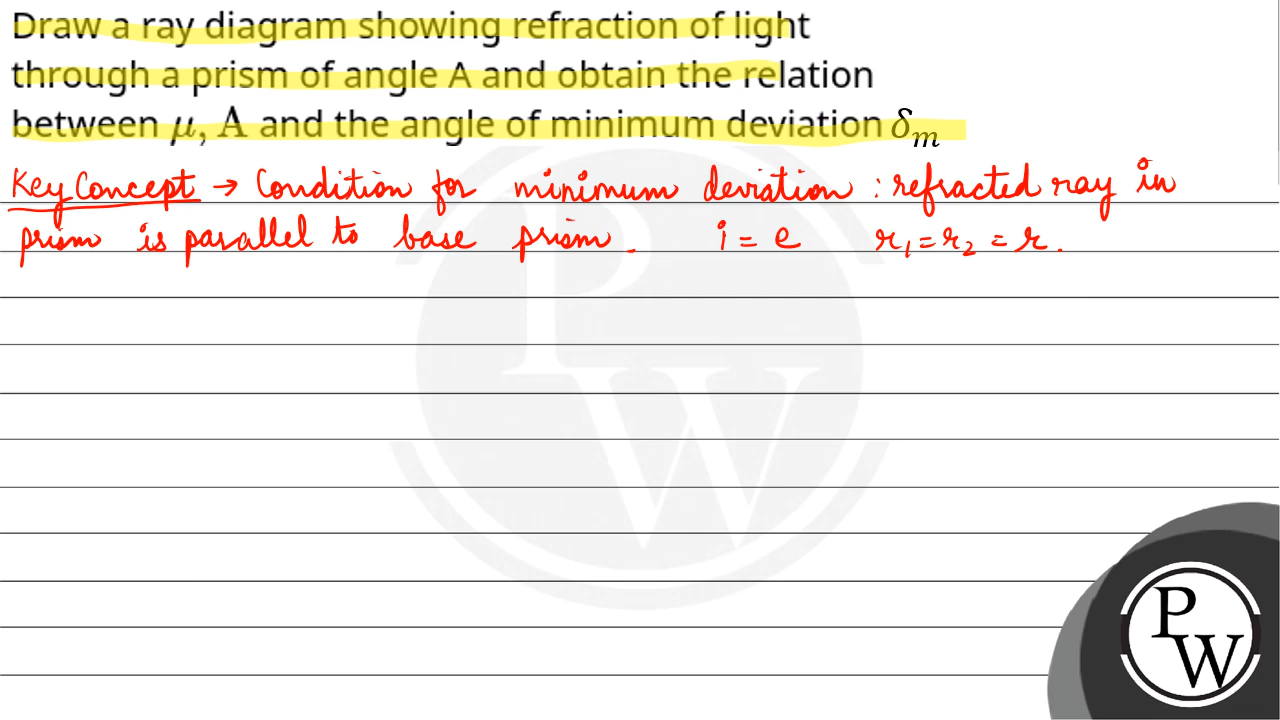 Draw a ray diagram showing refraction of light
through a prism of angle A and obtain the relation
between μ, A and the angle of minimum deviation δₘ
Key Concept → Condition for minimum deviation : refracted ray in
prism is parallel to base prism. i = e r₁ = r₂ = r.
PW
PW